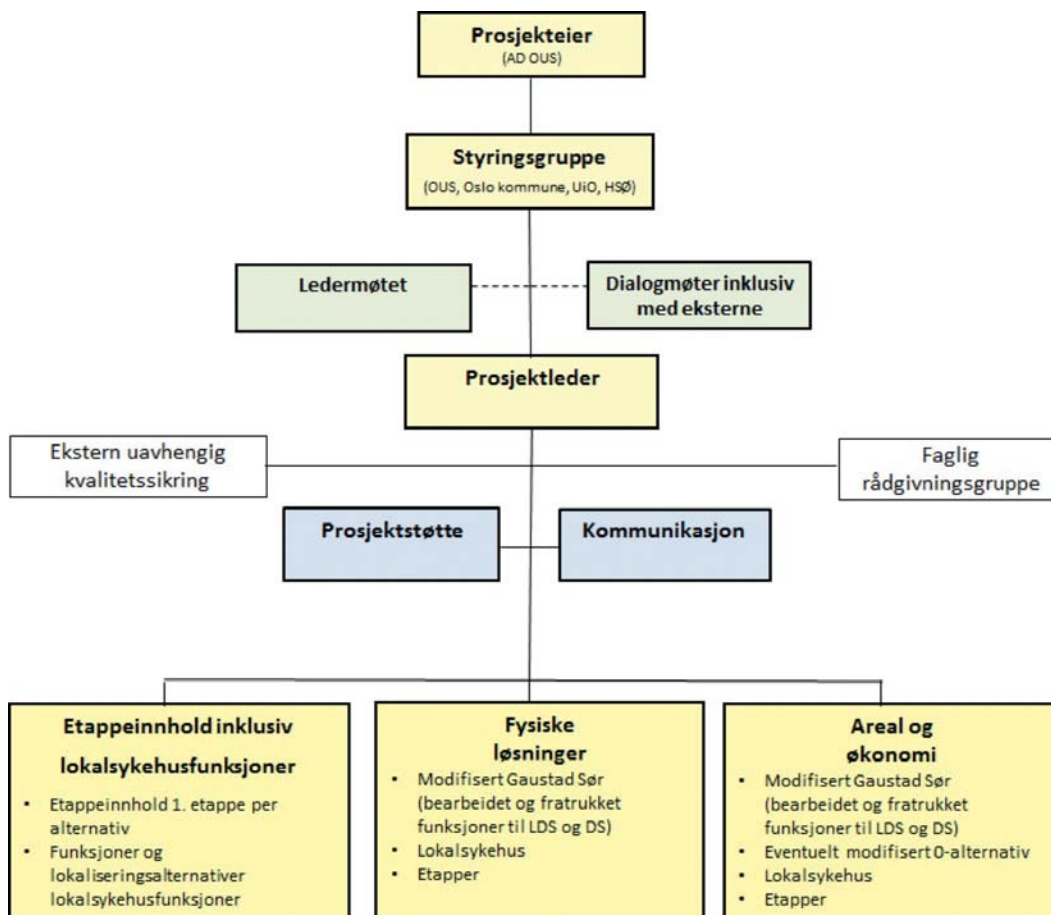 Prosjekteier
(AD OUS)
Styringsgruppe
(OUS, Oslo kommune, UiO, HSØ)
Ledermøtet
Dialogmøter inklusiv
med eksterne
Prosjektleder
Ekstern uavhengig
kvalitetssikring
Faglig
rådgivningsgruppe
Prosjektstøtte
Kommunikasjon
Etappeinnhold inklusiv
lokalsykehusfunksjoner
• Etappeinnhold 1. etappe per
alternativ
• Funksjoner og
lokaliseringsalternativer
lokalsykehusfunksjoner
Fysiske
løsninger
• Modifisert Gaustad Sør
(bearbeidet og fratrukket
funksjoner til LDS og DS)
• Lokalsykehus
• Etapper
Areal og
økonomi
• Modifisert Gaustad Sør
(bearbeidet og fratrukket
funksjoner til LDS og DS)
• Eventuelt modifisert 0-alternativ
• Lokalsykehus
• Etapper